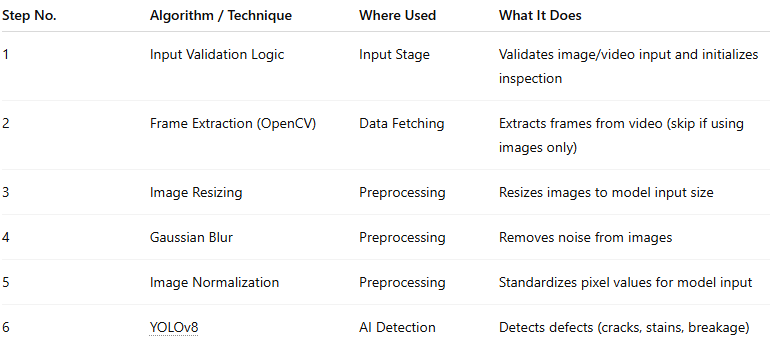 Step No. Algorithm / Technique Where Used What It Does
1 Input Validation Logic Input Stage Validates image/video input and initializes
inspection
2 Frame Extraction (OpenCV) Data Fetching Extracts frames from video (skip if using
images only)
3 Image Resizing Preprocessing Resizes images to model input size
4 Gaussian Blur Preprocessing Removes noise from images
5 Image Normalization Preprocessing Standardizes pixel values for model input
6 YOLOv8 AI Detection Detects defects (cracks, stains, breakage)